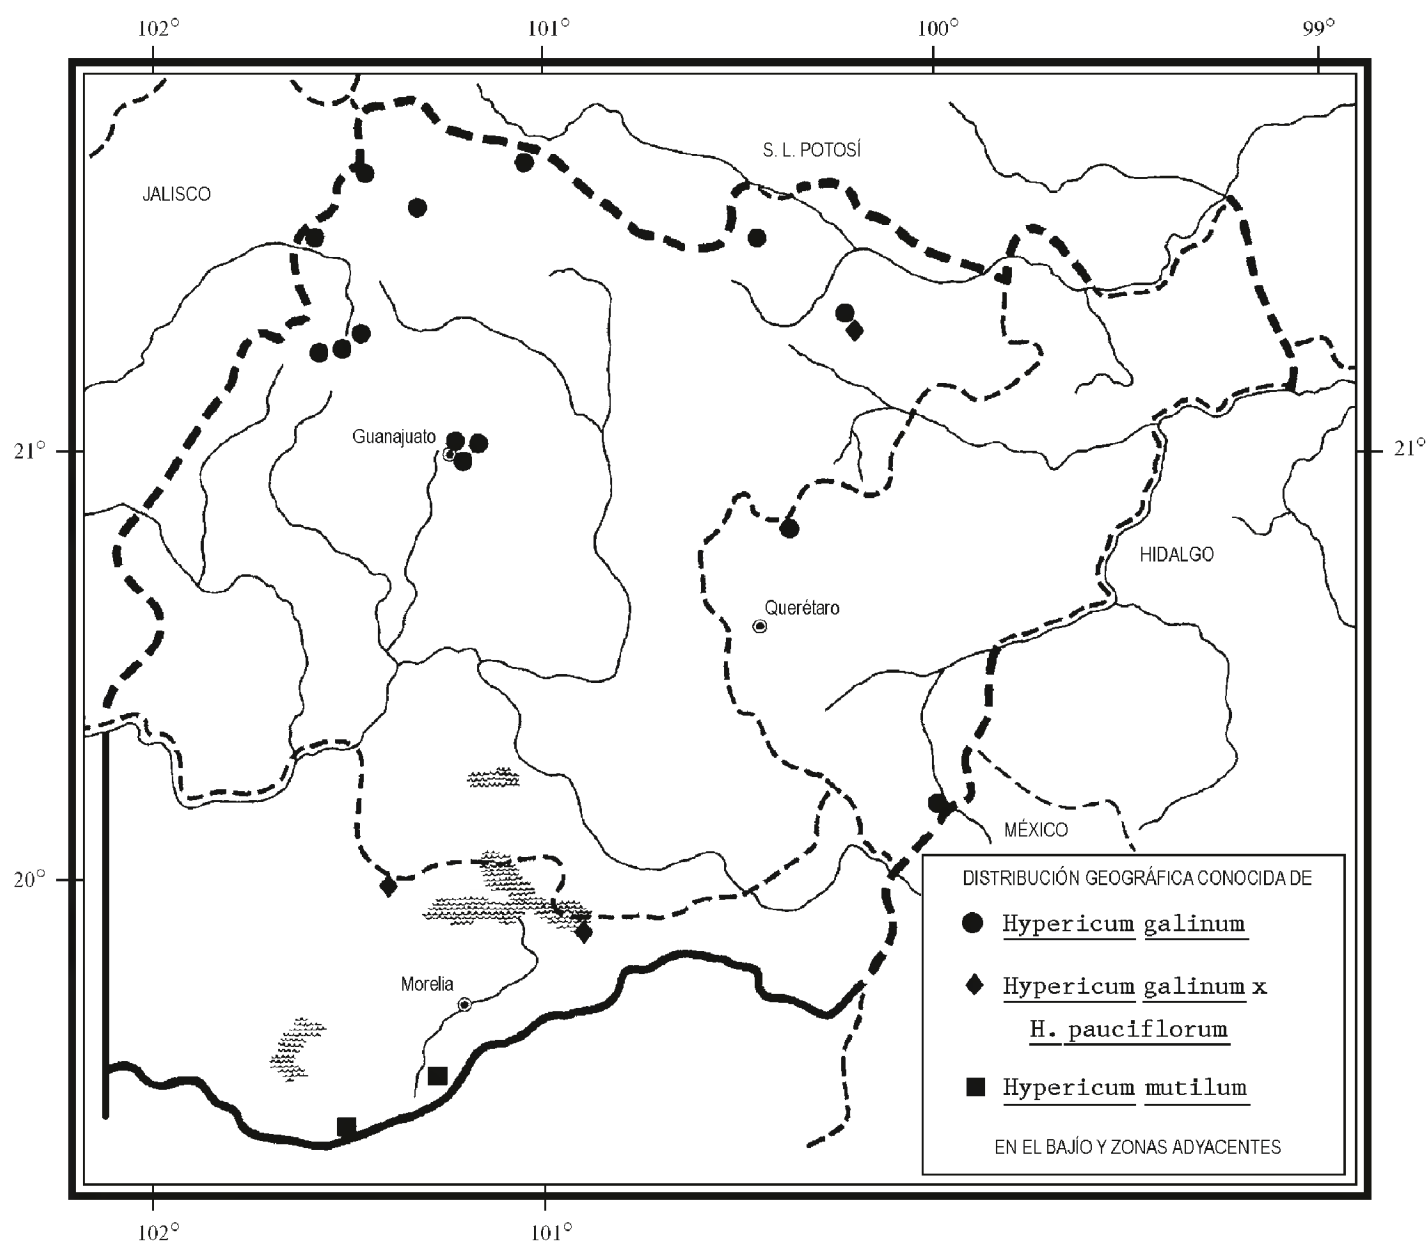 102° 101° 100° 99°
S. L. POTOSÍ
JALISCO
Guanajuato
21° 21°
HIDALGO
Querétaro
MÉXICO
20°
DISTRIBUCIÓN GEOGRÁFICA CONOCIDA DE
Hypericum galinum
Hypericum galinum x
H. pauciflorum
Hypericum mutilum
EN EL BAJÍO Y ZONAS ADYACENTES
Morelia
102° 101°